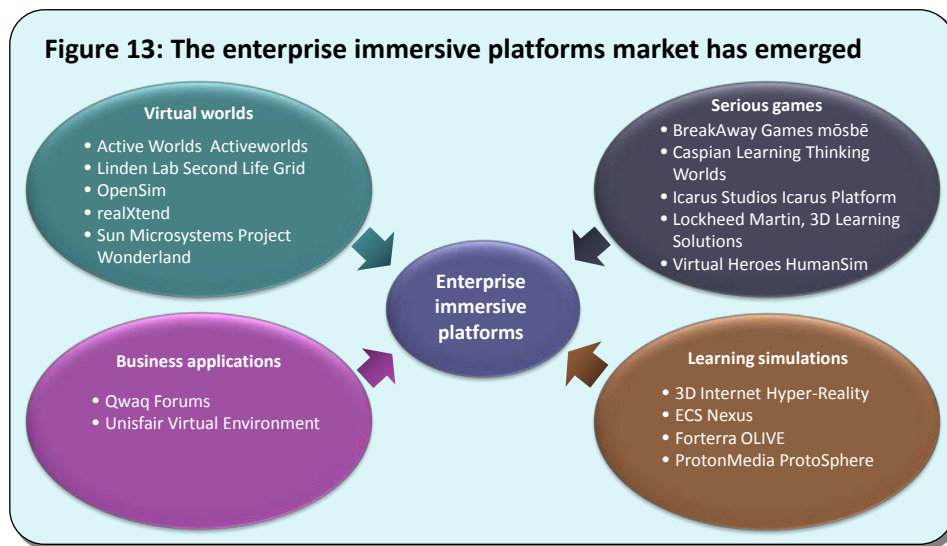 Figure 13: The enterprise immersive platforms market has emerged
Virtual worlds
• Active Worlds Activeworlds
• Linden Lab Second Life Grid
• OpenSim
• realXtend
• Sun Microsystems Project
Wonderland
Serious games
• BreakAway Games mōsbē
• Caspian Learning Thinking
Worlds
• Icarus Studios Icarus Platform
• Lockheed Martin, 3D Learning
Solutions
• Virtual Heroes HumanSim
Enterprise
immersive
platforms
Business applications
• Qwaq Forums
• Unisfair Virtual Environment
Learning simulations
• 3D Internet Hyper-Reality
• ECS Nexus
• Forterra OLIVE
• ProtonMedia ProtoSphere